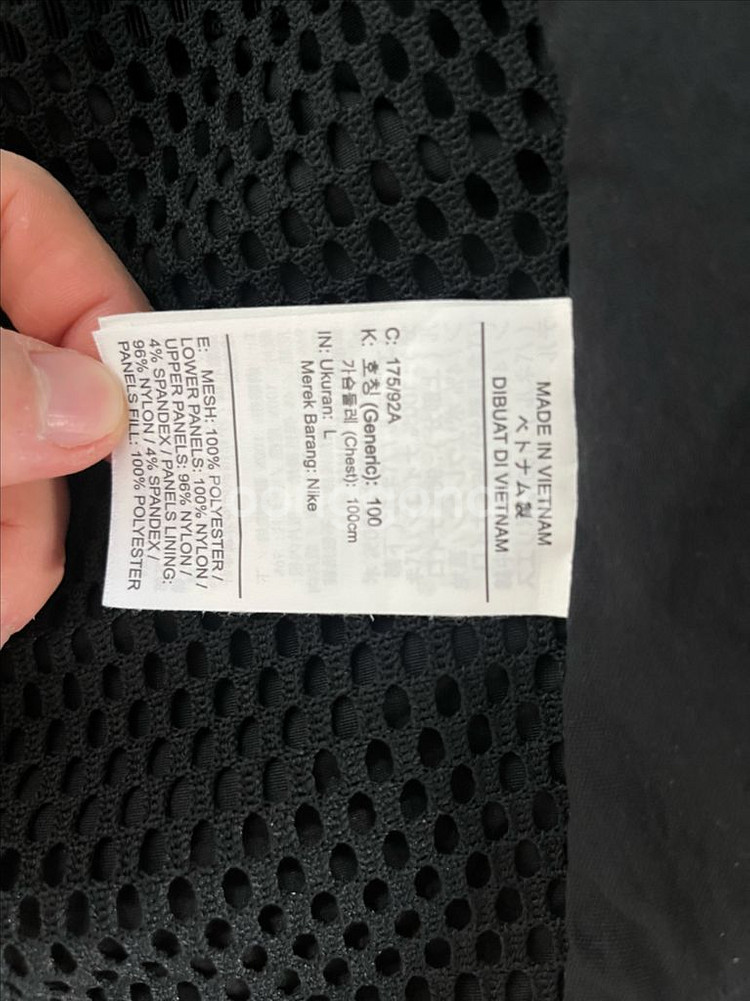 MADE IN VIETNAM
ベトナム製
DIBUAT DI VIETNAM
C: 175/92A
K: 호칭 (Generic): 100
가슴둘레 (Chest): 100cm
IN: Ukuran: L
Merek Barang: Nike
E: MESH: 100% POLYESTER /
LOWER PANELS: 100% NYLON /
UPPER PANELS: 96% NYLON /
4% SPANDEX / PANELS LINING:
96% NYLON / 4% SPANDEX /
PANELS FILL: 100% POLYESTER